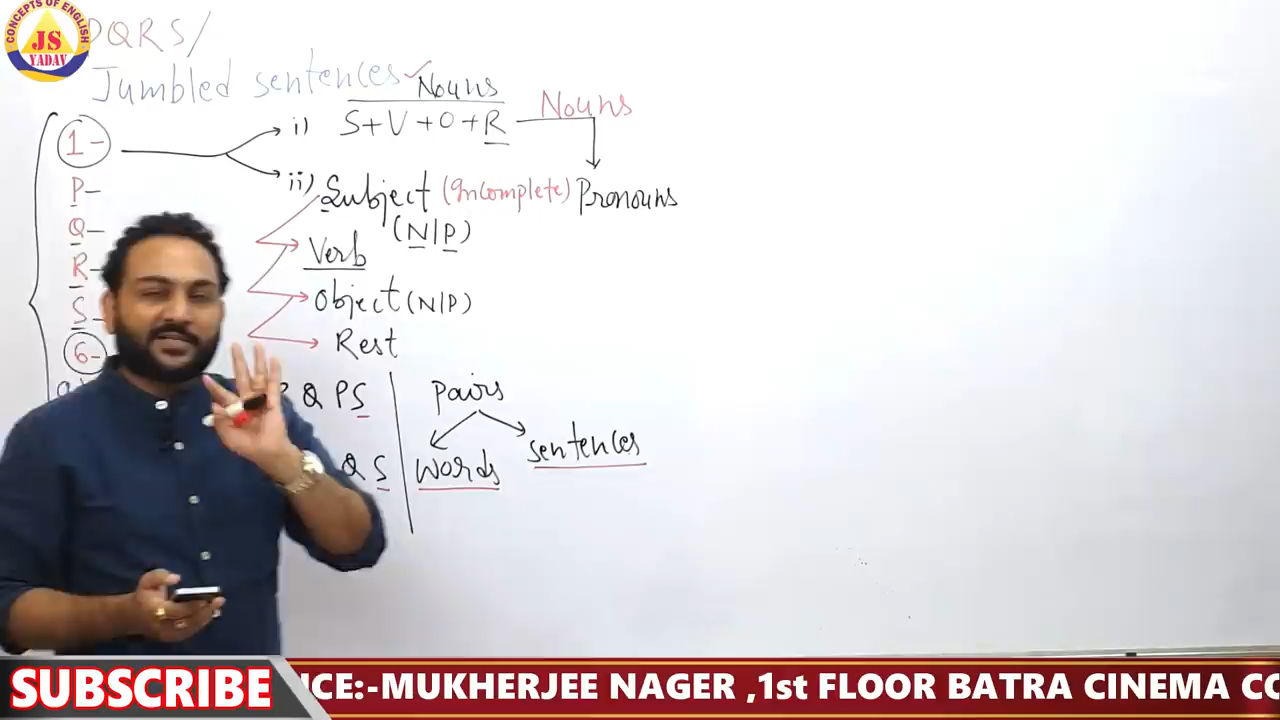 CONCEPTS OF ENGLISH
JS
YADAV
PQRS/
Jumbled sentences ✓ Nouns
1 -
i) S+V+O+R
Nouns
Pronouns
ii) Subject (Incomplete)
(N|P)
P-
Q-
R-
S-
6-
Verb
Object (N|P)
Rest
Q P S
Q S
Pairs
words
sentences
SUBSCRIBE
ICE:-MUKHERJEE NAGER ,1st FLOOR BATRA CINEMA CO